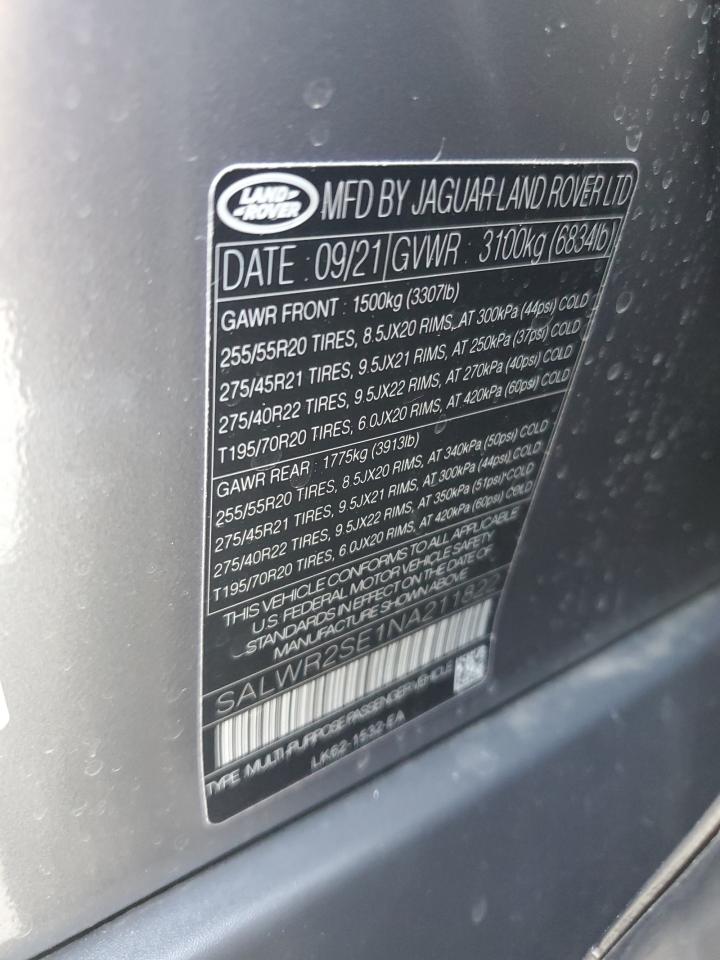 LAND ROVER MFD BY JAGUAR LAND ROVER LTD
DATE : 09/21 GVWR : 3100kg (6834lb)
GAWR FRONT : 1500kg (3307lb)
255/55R20 TIRES, 8.5JX20 RIMS, AT 300kPa (44psi) COLD
275/45R21 TIRES, 9.5JX21 RIMS, AT 250kPa (37psi) COLD
275/40R22 TIRES, 9.5JX22 RIMS, AT 270kPa (40psi) COLD
T195/70R20 TIRES, 6.0JX20 RIMS, AT 420kPa (60psi) COLD
GAWR REAR : 1775kg (3913lb)
255/55R20 TIRES, 8.5JX20 RIMS, AT 340kPa (50psi) COLD
275/45R21 TIRES, 9.5JX21 RIMS, AT 300kPa (44psi) COLD
275/40R22 TIRES, 9.5JX22 RIMS, AT 350kPa (51psi) COLD
T195/70R20 TIRES, 6.0JX20 RIMS, AT 420kPa (60psi) COLD
THIS VEHICLE CONFORMS TO ALL APPLICABLE
U.S. FEDERAL MOTOR VEHICLE SAFETY
STANDARDS IN EFFECT ON THE DATE OF
MANUFACTURE SHOWN ABOVE
SALWR2SE1NA211822
TYPE: MULTI-PURPOSE PASSENGER VEHICLE
LK62-1532-EA